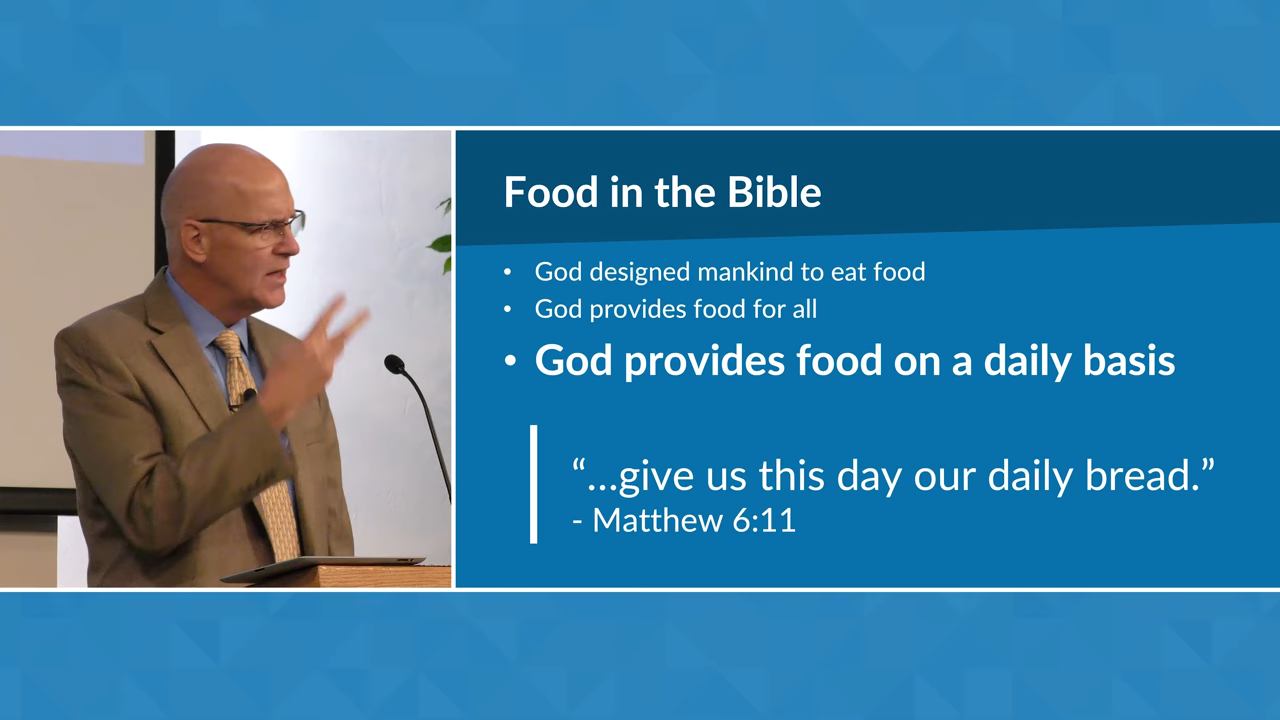 Food in the Bible
• God designed mankind to eat food
• God provides food for all
• God provides food on a daily basis
“...give us this day our daily bread.”
- Matthew 6:11